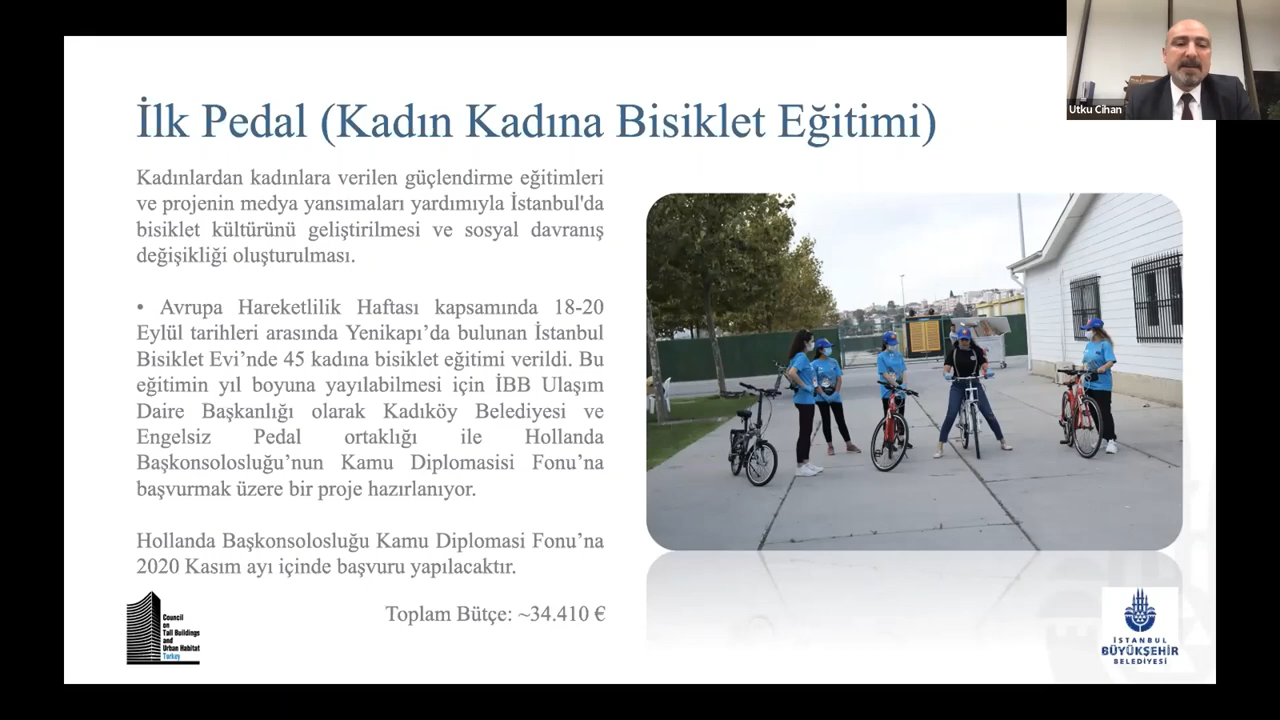 Utku Cihan
İlk Pedal (Kadın Kadına Bisiklet Eğitimi)
Kadınlardan kadınlara verilen güçlendirme eğitimleri
ve projenin medya yansımaları yardımıyla İstanbul'da
bisiklet kültürünü geliştirilmesi ve sosyal davranış
değişikliği oluşturulması.
• Avrupa Hareketlilik Haftası kapsamında 18-20
Eylül tarihleri arasında Yenikapı’da bulunan İstanbul
Bisiklet Evi’nde 45 kadına bisiklet eğitimi verildi. Bu
eğitimin yıl boyuna yayılabilmesi için İBB Ulaşım
Daire Başkanlığı olarak Kadıköy Belediyesi ve
Engelsiz Pedal ortaklığı ile Hollanda
Başkonsolosluğu’nun Kamu Diplomasisi Fonu’na
başvurmak üzere bir proje hazırlanıyor.
Hollanda Başkonsolosluğu Kamu Diplomasi Fonu’na
2020 Kasım ayı içinde başvuru yapılacaktır.
Toplam Bütçe: ~34.410 €
Council
on
Tall Buildings
and
Urban Habitat
Turkey
İSTANBUL
BÜYÜKŞEHİR
BELEDİYESİ